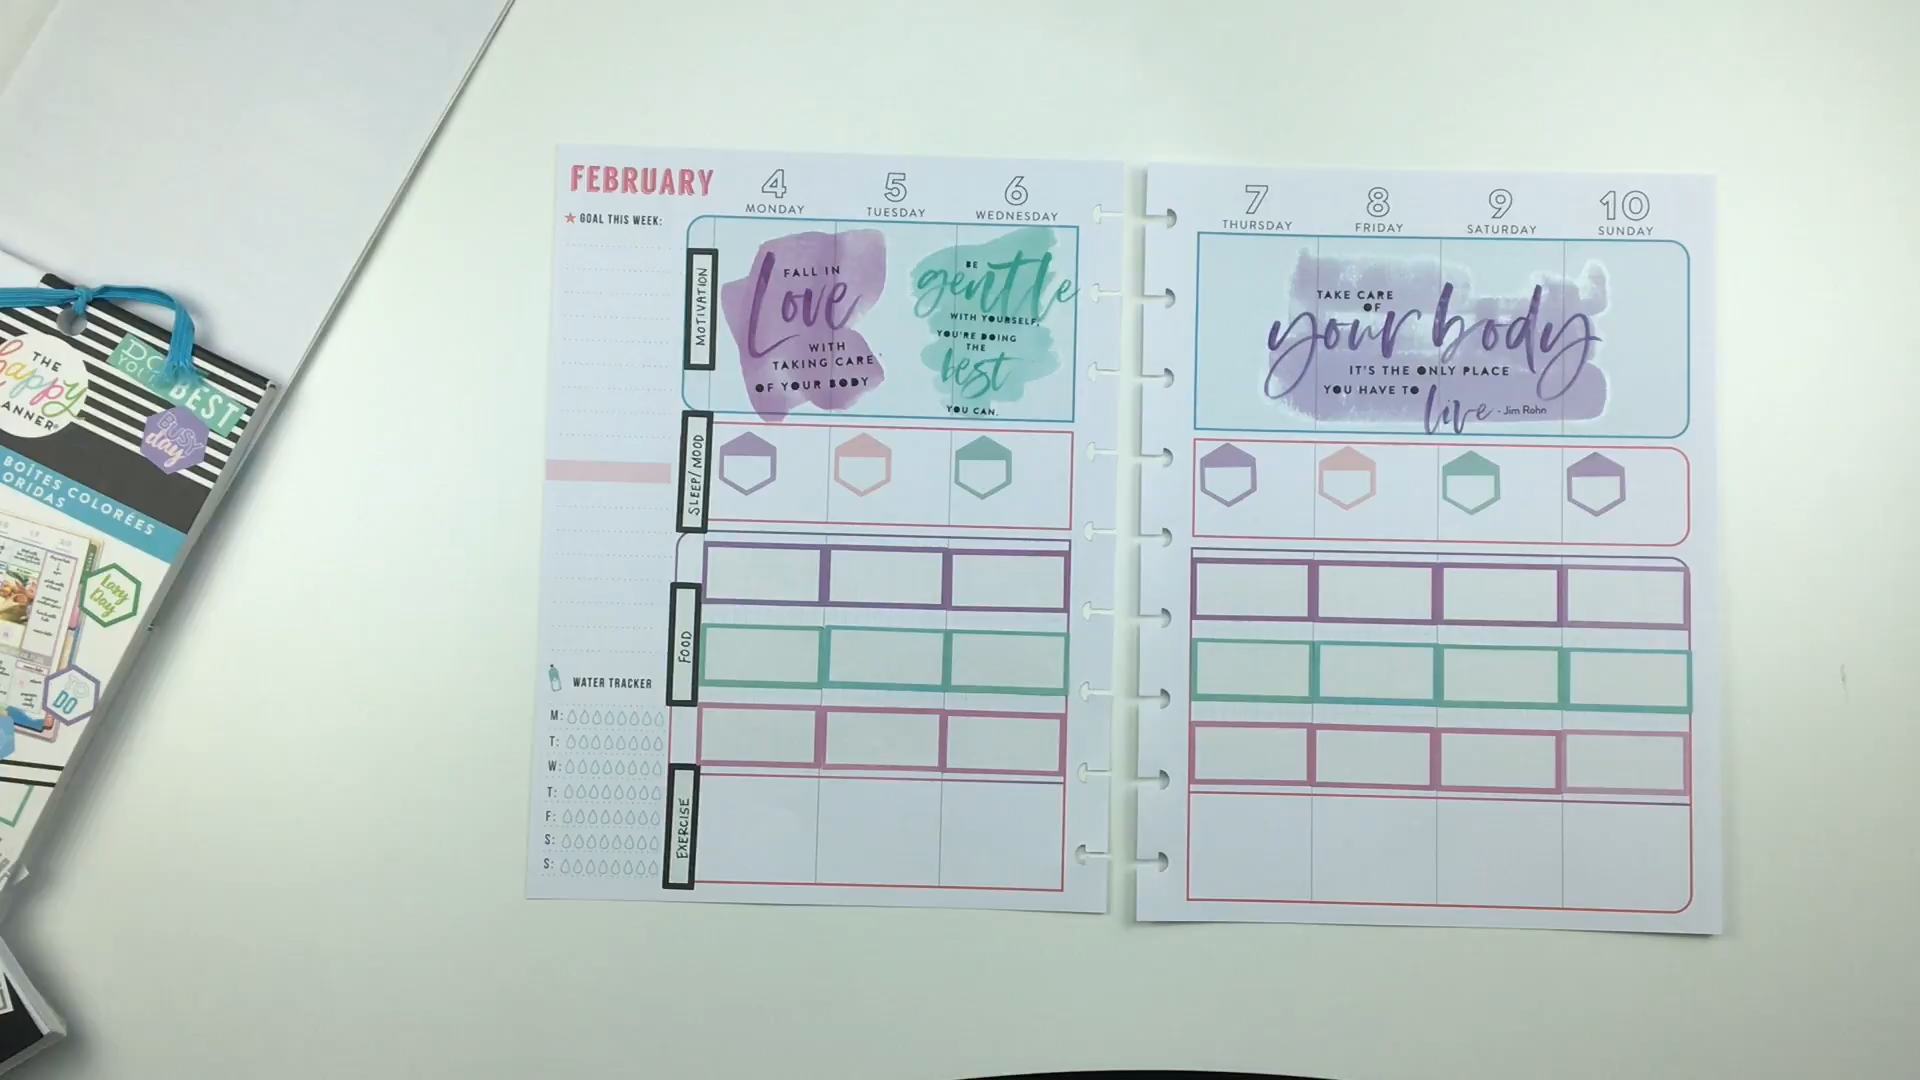 FEBRUARY
4
MONDAY
5
TUESDAY
6
WEDNESDAY
7
THURSDAY
8
FRIDAY
9
SATURDAY
10
SUNDAY
GOAL THIS WEEK:
MOTIVATION
FALL IN
Love
WITH
TAKING CARE
OF YOUR BODY
BE
gentle
WITH YOURSELF,
YOU'RE DOING
THE
best
YOU CAN.
TAKE CARE
OF
your body
IT'S THE ONLY PLACE
YOU HAVE TO
live - Jim Rohn
SLEEP/MOOD
FOOD
EXERCISE
WATER TRACKER
M:
T:
W:
T:
F:
S:
S:
THE
happy
BEST
BUSY
day
BOÎTES COLORÉES
Lazy
Day
TO
DO